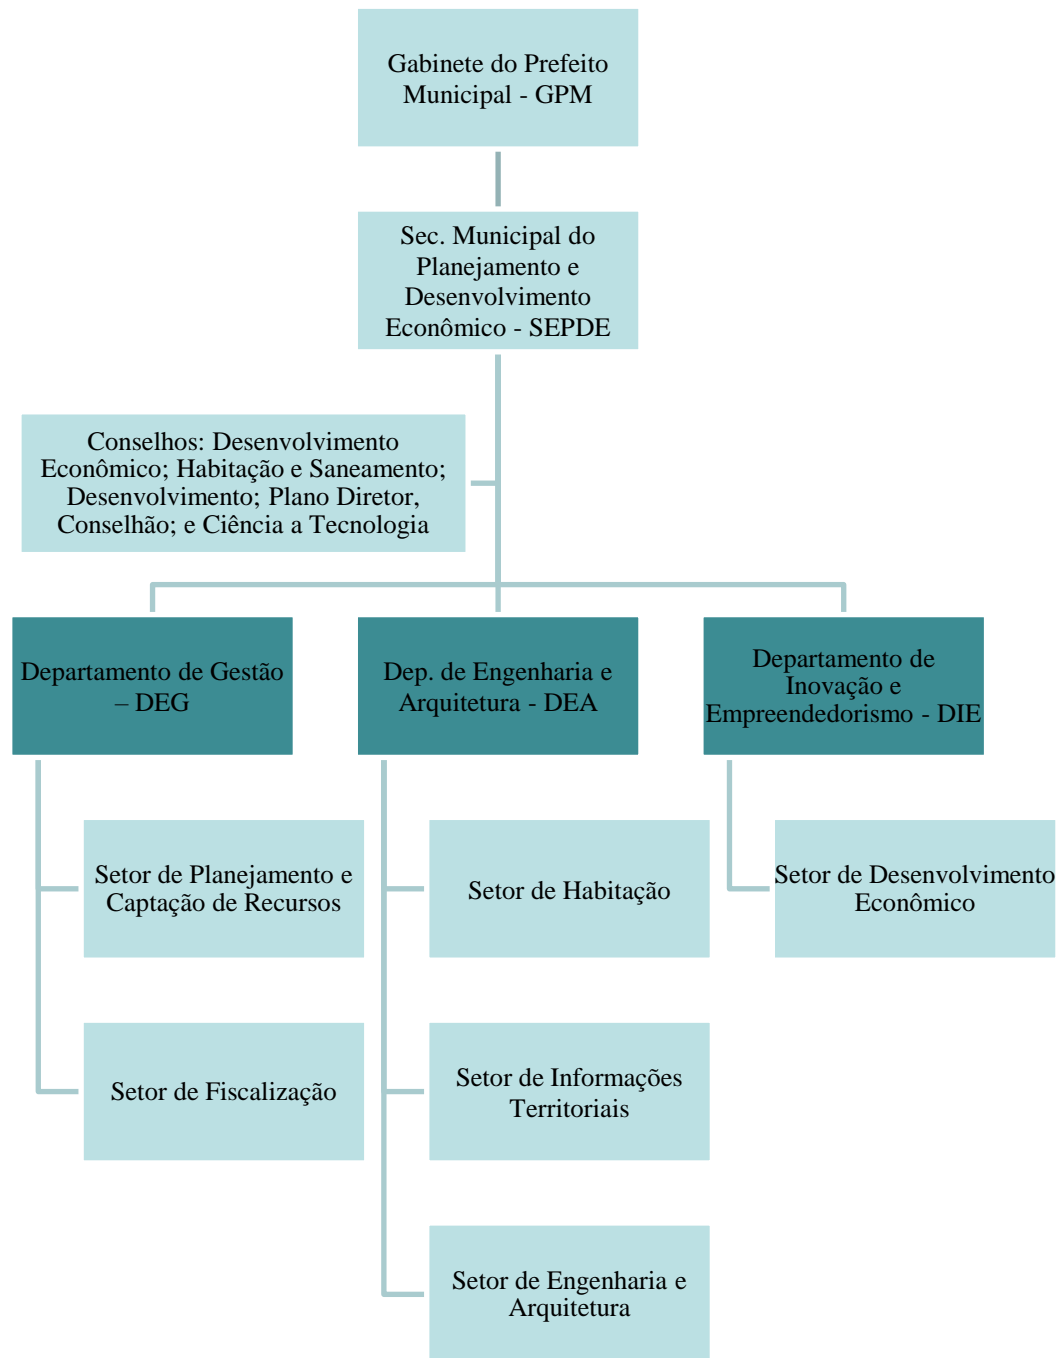 Gabinete do Prefeito
Municipal - GPM
Sec. Municipal do
Planejamento e
Desenvolvimento
Econômico - SEPDE
Conselhos: Desenvolvimento
Econômico; Habitação e Saneamento;
Desenvolvimento; Plano Diretor,
Conselhão; e Ciência a Tecnologia
Departamento de Gestão
– DEG
Dep. de Engenharia e
Arquitetura - DEA
Departamento de
Inovação e
Empreendedorismo - DIE
Setor de Planejamento e
Captação de Recursos
Setor de Habitação
Setor de Desenvolvimento
Econômico
Setor de Fiscalização
Setor de Informações
Territoriais
Setor de Engenharia e
Arquitetura